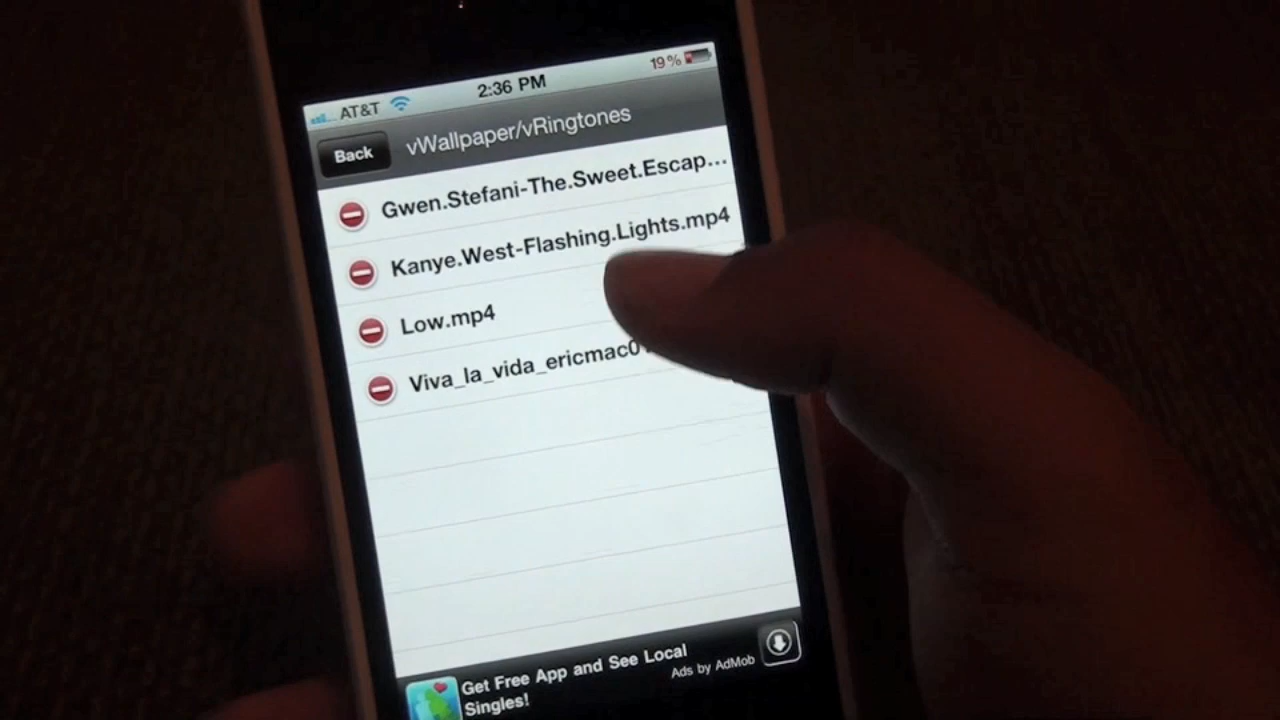 AT&T 2:36 PM 19%
Back vWallpaper/vRingtones
Gwen.Stefani-The.Sweet.Escap...
Kanye.West-Flashing.Lights.mp4
Low.mp4
Viva_la_vida_ericmac0
Get Free App and See Local
Singles!
Ads by AdMob